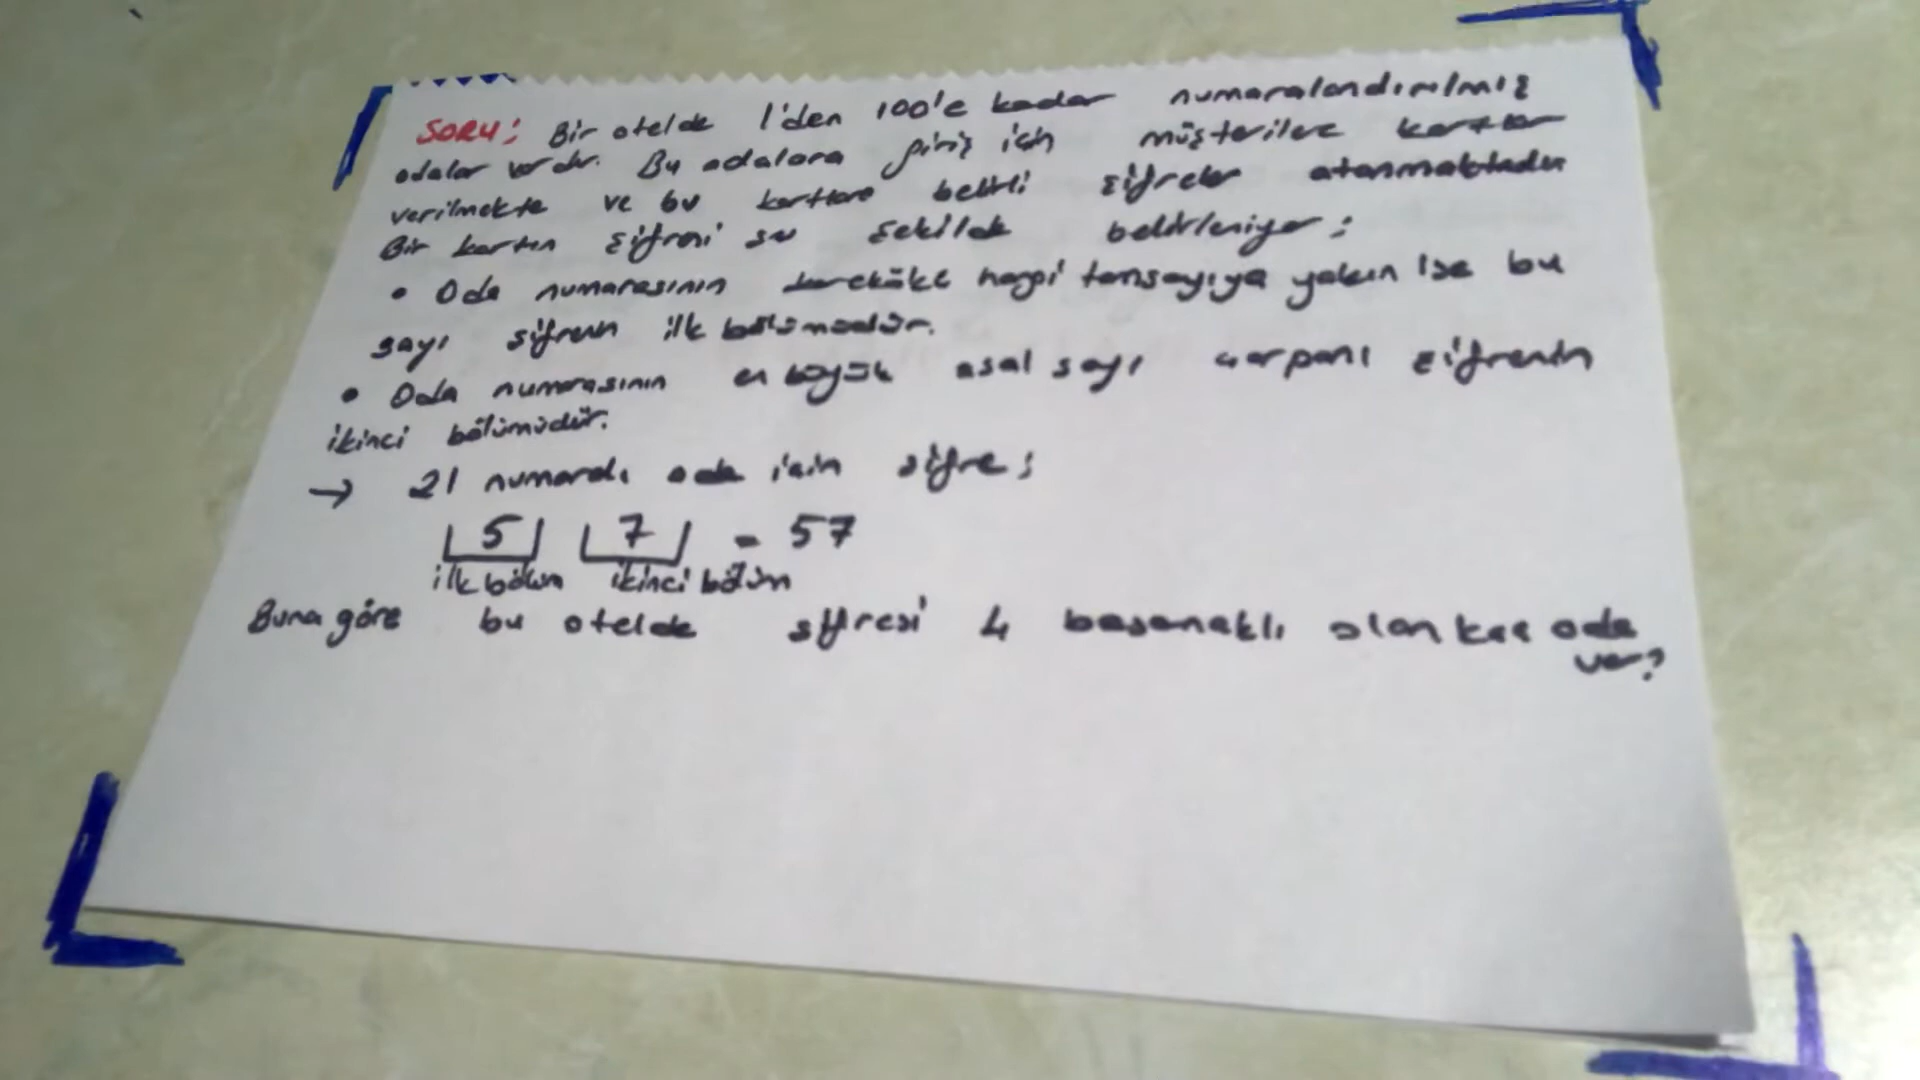 SORU: Bir otelde 1'den 100'e kadar numaralandırılmış
odalar vardır. Bu odalara giriş için müşterilere kartlar
verilmekte ve bu kartlara belirli şifreler atanmaktadır
Bir kartın şifresi şu şekilde belirleniyor:
• Oda numarasının karekökü hangi tamsayıya yakın ise bu
sayı şifrenin ilk bölümüdür.
• Oda numarasının en büyük asal sayı çarpanı şifrenin
ikinci bölümüdür.
→ 21 numaralı oda için şifre:
5 7 = 57
ilk bölüm ikinci bölüm
Buna göre bu otelde şifresi 4 basamaklı olan kaç oda
var?